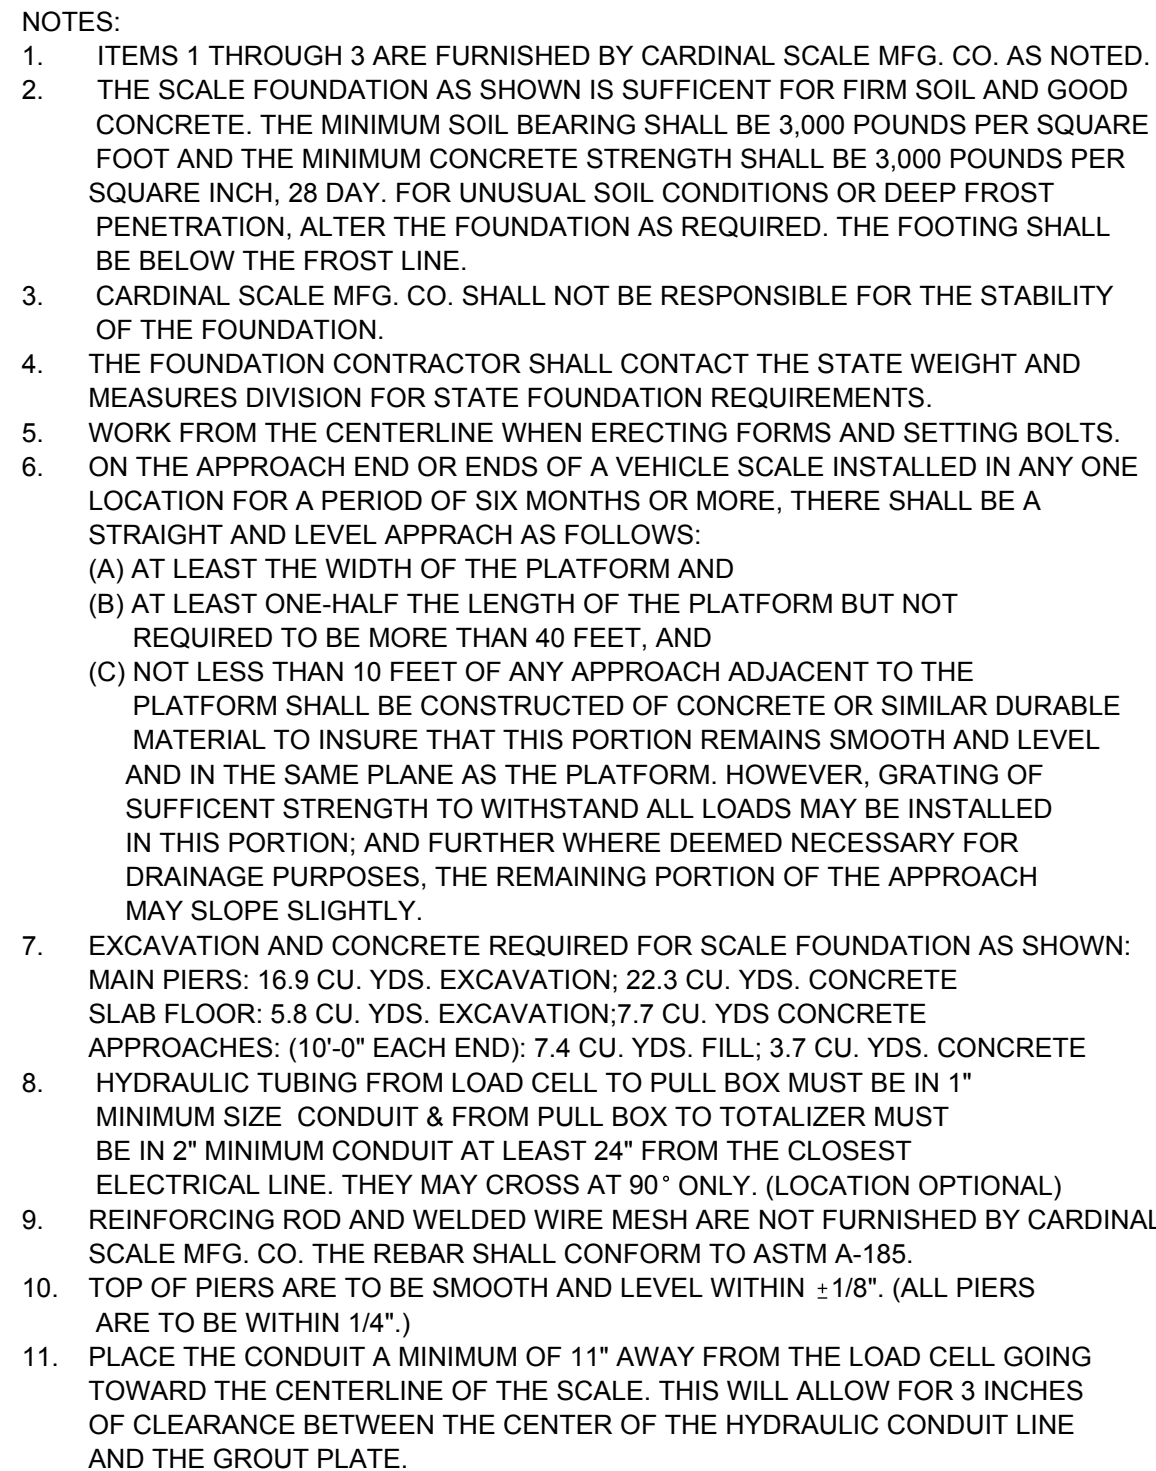 NOTES:
1. ITEMS 1 THROUGH 3 ARE FURNISHED BY CARDINAL SCALE MFG. CO. AS NOTED.
2. THE SCALE FOUNDATION AS SHOWN IS SUFFICENT FOR FIRM SOIL AND GOOD
CONCRETE. THE MINIMUM SOIL BEARING SHALL BE 3,000 POUNDS PER SQUARE
FOOT AND THE MINIMUM CONCRETE STRENGTH SHALL BE 3,000 POUNDS PER
SQUARE INCH, 28 DAY. FOR UNUSUAL SOIL CONDITIONS OR DEEP FROST
PENETRATION, ALTER THE FOUNDATION AS REQUIRED. THE FOOTING SHALL
BE BELOW THE FROST LINE.
3. CARDINAL SCALE MFG. CO. SHALL NOT BE RESPONSIBLE FOR THE STABILITY
OF THE FOUNDATION.
4. THE FOUNDATION CONTRACTOR SHALL CONTACT THE STATE WEIGHT AND
MEASURES DIVISION FOR STATE FOUNDATION REQUIREMENTS.
5. WORK FROM THE CENTERLINE WHEN ERECTING FORMS AND SETTING BOLTS.
6. ON THE APPROACH END OR ENDS OF A VEHICLE SCALE INSTALLED IN ANY ONE
LOCATION FOR A PERIOD OF SIX MONTHS OR MORE, THERE SHALL BE A
STRAIGHT AND LEVEL APPRACH AS FOLLOWS:
(A) AT LEAST THE WIDTH OF THE PLATFORM AND
(B) AT LEAST ONE-HALF THE LENGTH OF THE PLATFORM BUT NOT
REQUIRED TO BE MORE THAN 40 FEET, AND
(C) NOT LESS THAN 10 FEET OF ANY APPROACH ADJACENT TO THE
PLATFORM SHALL BE CONSTRUCTED OF CONCRETE OR SIMILAR DURABLE
MATERIAL TO INSURE THAT THIS PORTION REMAINS SMOOTH AND LEVEL
AND IN THE SAME PLANE AS THE PLATFORM. HOWEVER, GRATING OF
SUFFICENT STRENGTH TO WITHSTAND ALL LOADS MAY BE INSTALLED
IN THIS PORTION; AND FURTHER WHERE DEEMED NECESSARY FOR
DRAINAGE PURPOSES, THE REMAINING PORTION OF THE APPROACH
MAY SLOPE SLIGHTLY.
7. EXCAVATION AND CONCRETE REQUIRED FOR SCALE FOUNDATION AS SHOWN:
MAIN PIERS: 16.9 CU. YDS. EXCAVATION; 22.3 CU. YDS. CONCRETE
SLAB FLOOR: 5.8 CU. YDS. EXCAVATION;7.7 CU. YDS CONCRETE
APPROACHES: (10'-0" EACH END): 7.4 CU. YDS. FILL; 3.7 CU. YDS. CONCRETE
8. HYDRAULIC TUBING FROM LOAD CELL TO PULL BOX MUST BE IN 1"
MINIMUM SIZE CONDUIT & FROM PULL BOX TO TOTALIZER MUST
BE IN 2" MINIMUM CONDUIT AT LEAST 24" FROM THE CLOSEST
ELECTRICAL LINE. THEY MAY CROSS AT 90° ONLY. (LOCATION OPTIONAL)
9. REINFORCING ROD AND WELDED WIRE MESH ARE NOT FURNISHED BY CARDINAL
SCALE MFG. CO. THE REBAR SHALL CONFORM TO ASTM A-185.
10. TOP OF PIERS ARE TO BE SMOOTH AND LEVEL WITHIN ±1/8". (ALL PIERS
ARE TO BE WITHIN 1/4".)
11. PLACE THE CONDUIT A MINIMUM OF 11" AWAY FROM THE LOAD CELL GOING
TOWARD THE CENTERLINE OF THE SCALE. THIS WILL ALLOW FOR 3 INCHES
OF CLEARANCE BETWEEN THE CENTER OF THE HYDRAULIC CONDUIT LINE
AND THE GROUT PLATE.